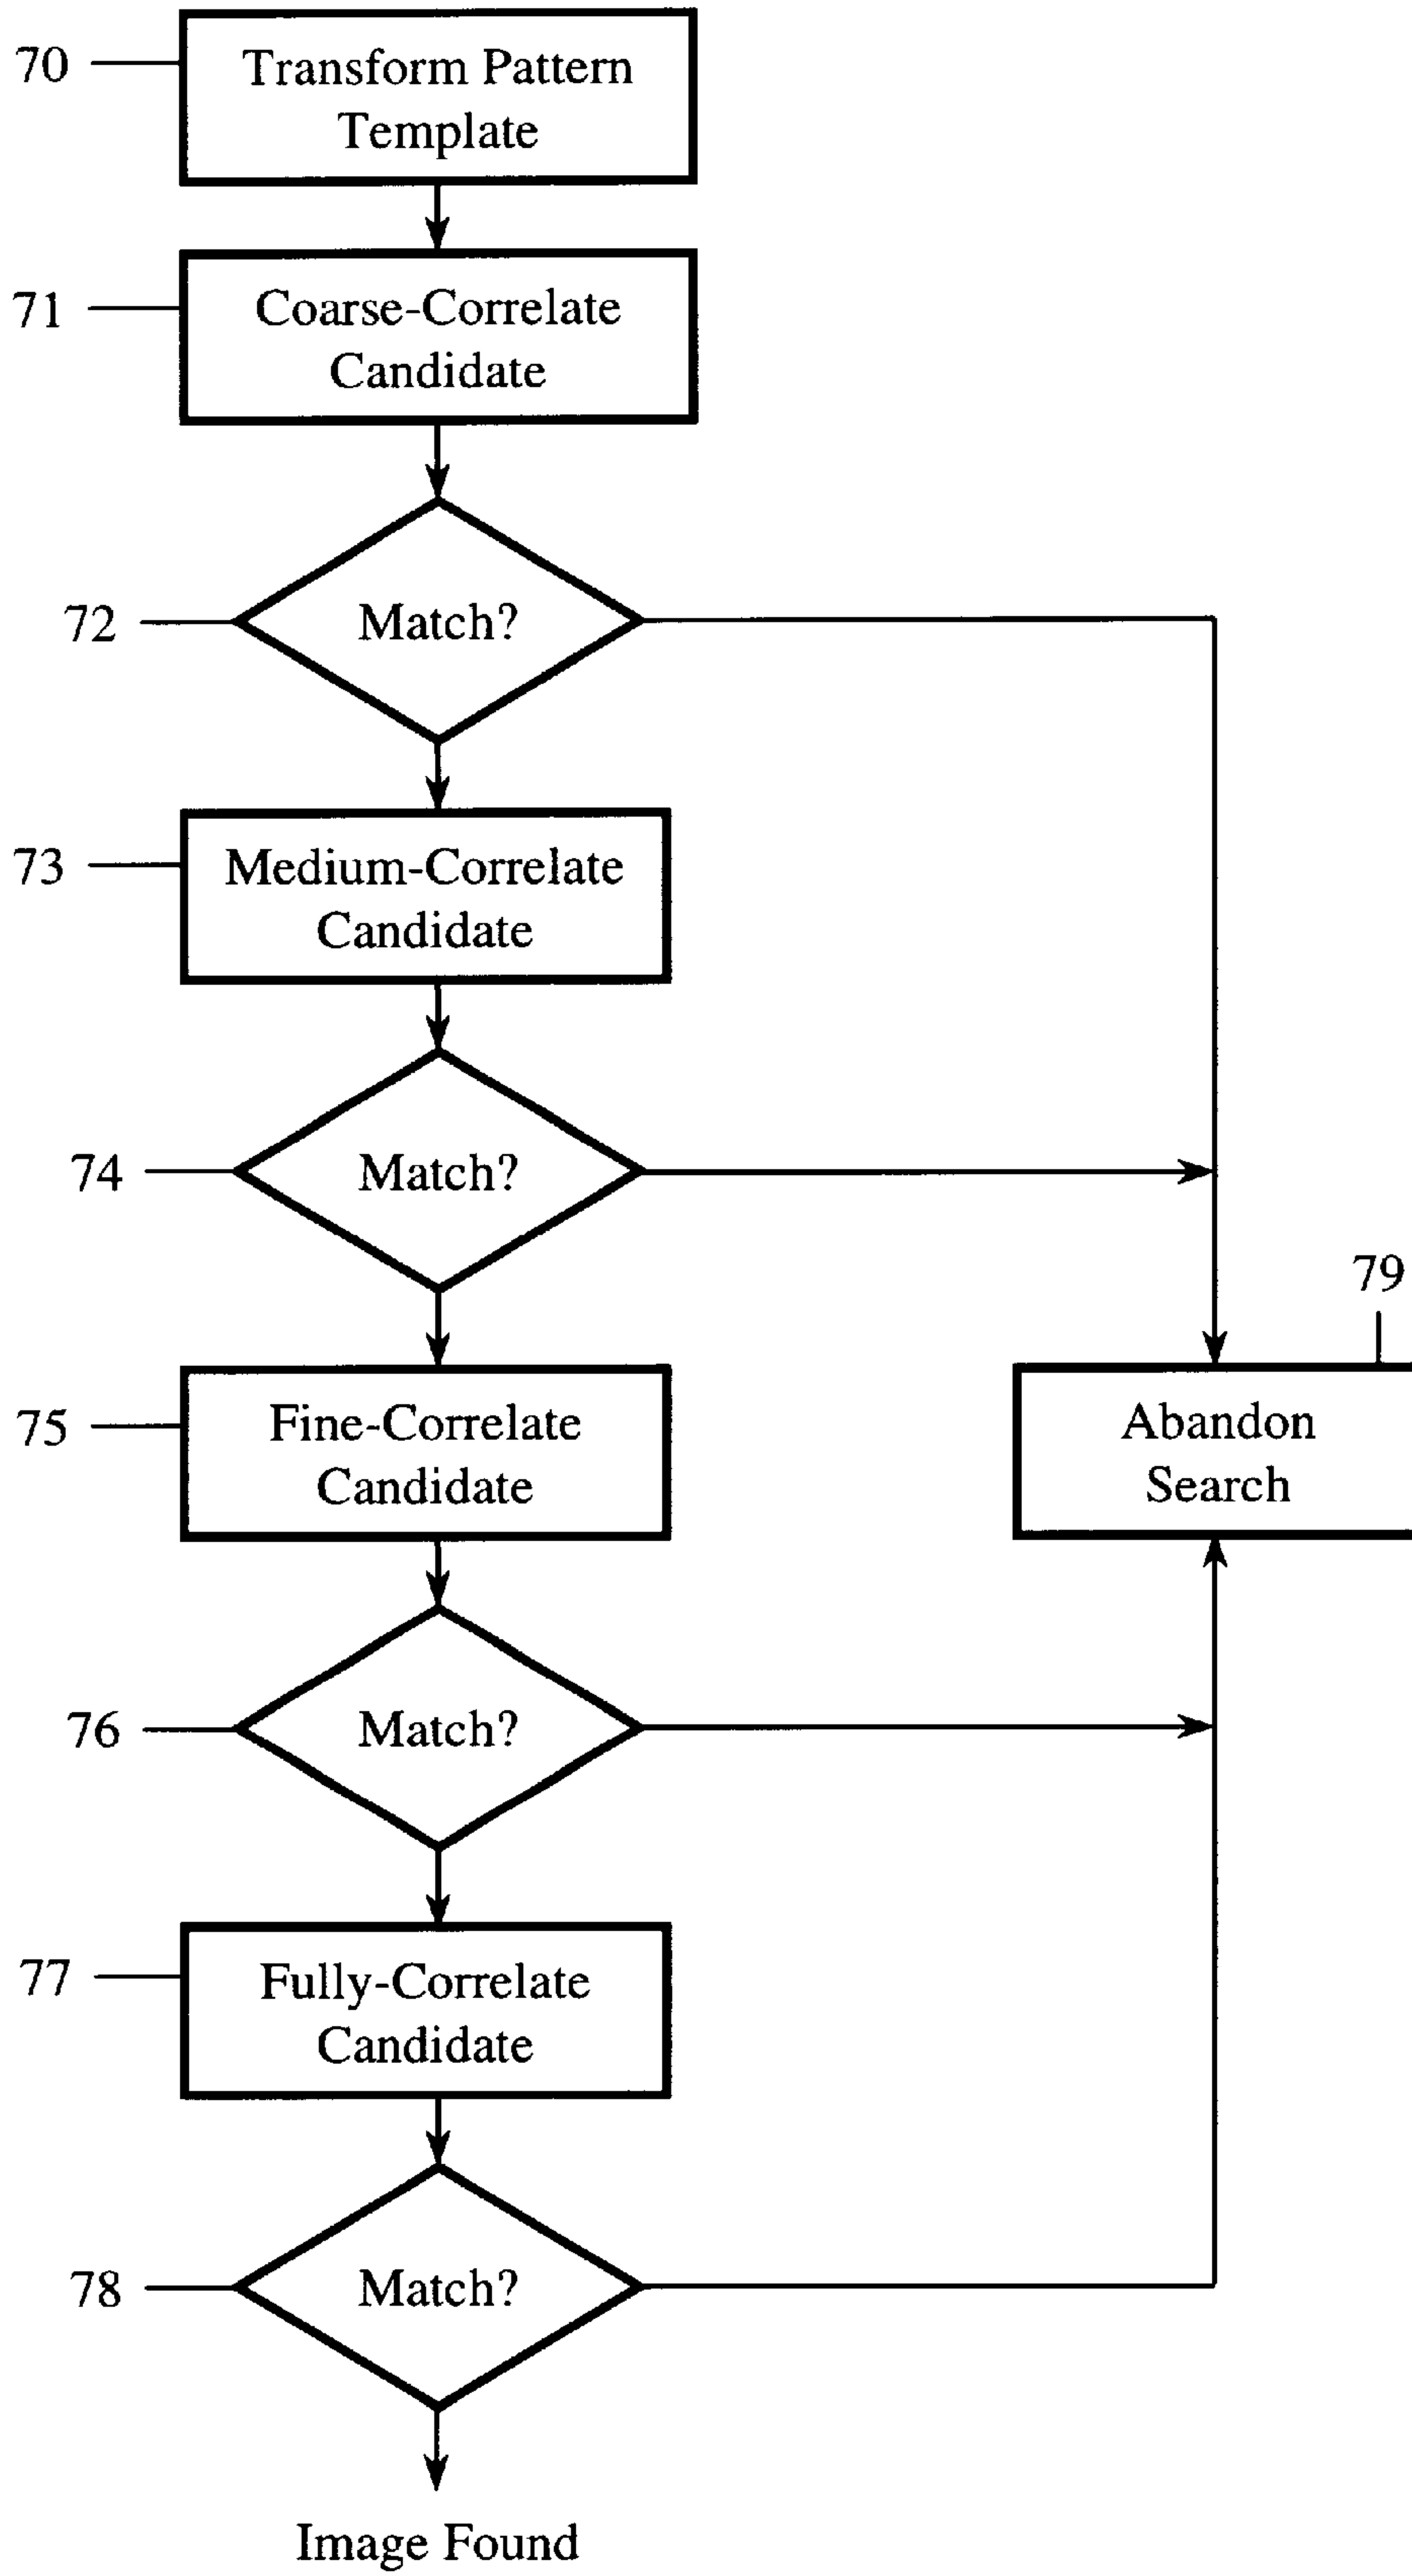 70
Transform Pattern
Template
71
Coarse-Correlate
Candidate
72
Match?
73
Medium-Correlate
Candidate
74
Match?
79
75
Fine-Correlate
Candidate
Abandon
Search
76
Match?
77
Fully-Correlate
Candidate
78
Match?
Image Found